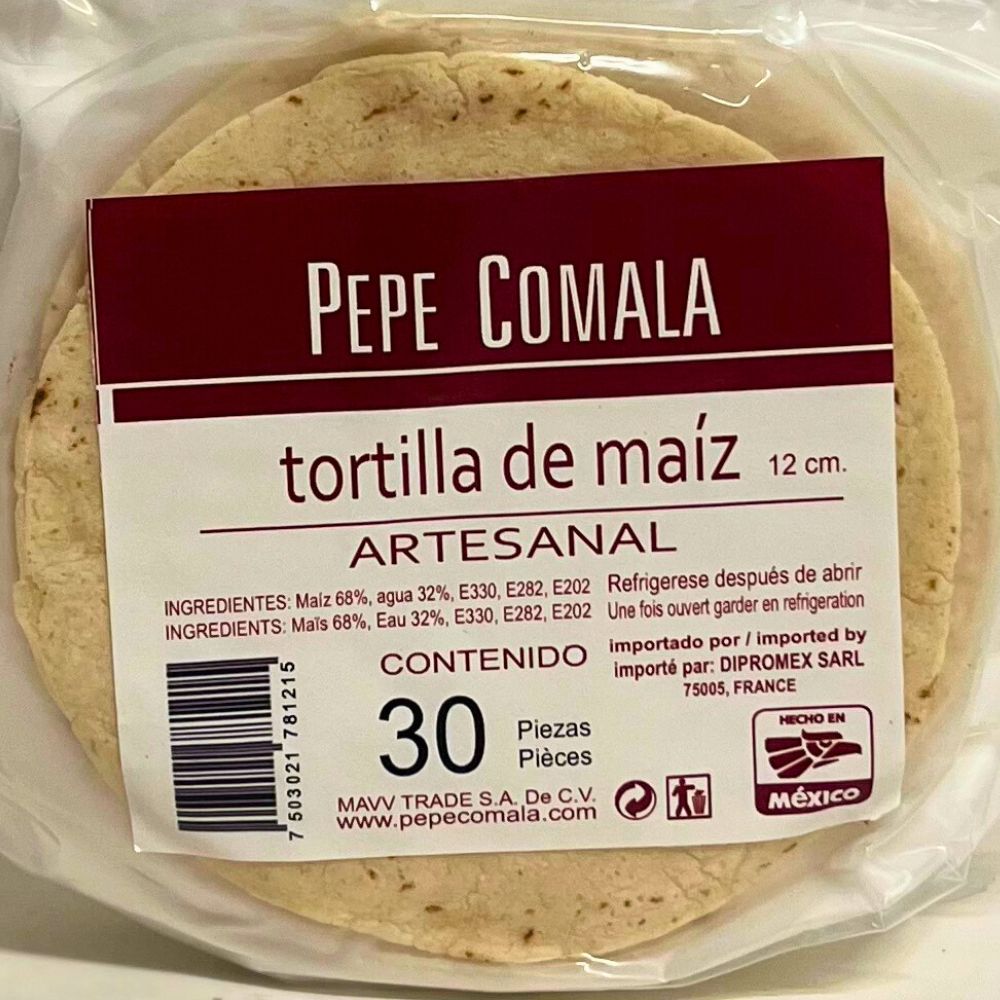 PEPE COMALA
tortilla de maíz 12 cm.
ARTESANAL
INGREDIENTES: Maíz 68%, agua 32%, E330, E282, E202
INGREDIENTS: Maïs 68%, Eau 32%, E330, E282, E202
Refrigerese después de abrir
Une fois ouvert garder en refrigeration
importado por / imported by
importé par: DIPROMEX SARL
75005, FRANCE
CONTENIDO
30 Piezas
Pièces
MAVV TRADE S.A. De C.V.
www.pepecomala.com
7 503021 781215
HECHO EN
MéXICO